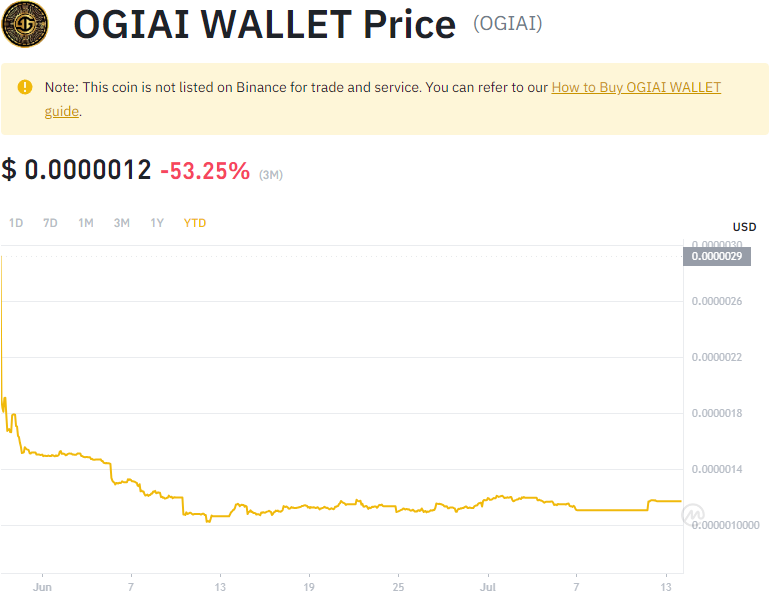 OGIAI WALLET Price (OGIAI)
Note: This coin is not listed on Binance for trade and service. You can refer to our How to Buy OGIAI WALLET
guide.
$ 0.0000012 -53.25% (3M)
1D 7D 1M 3M 1Y YTD
USD
0.0000030
0.0000029
0.0000026
0.0000022
0.0000018
0.0000014
0.0000010000
Jun 7 13 19 25 Jul 7 13